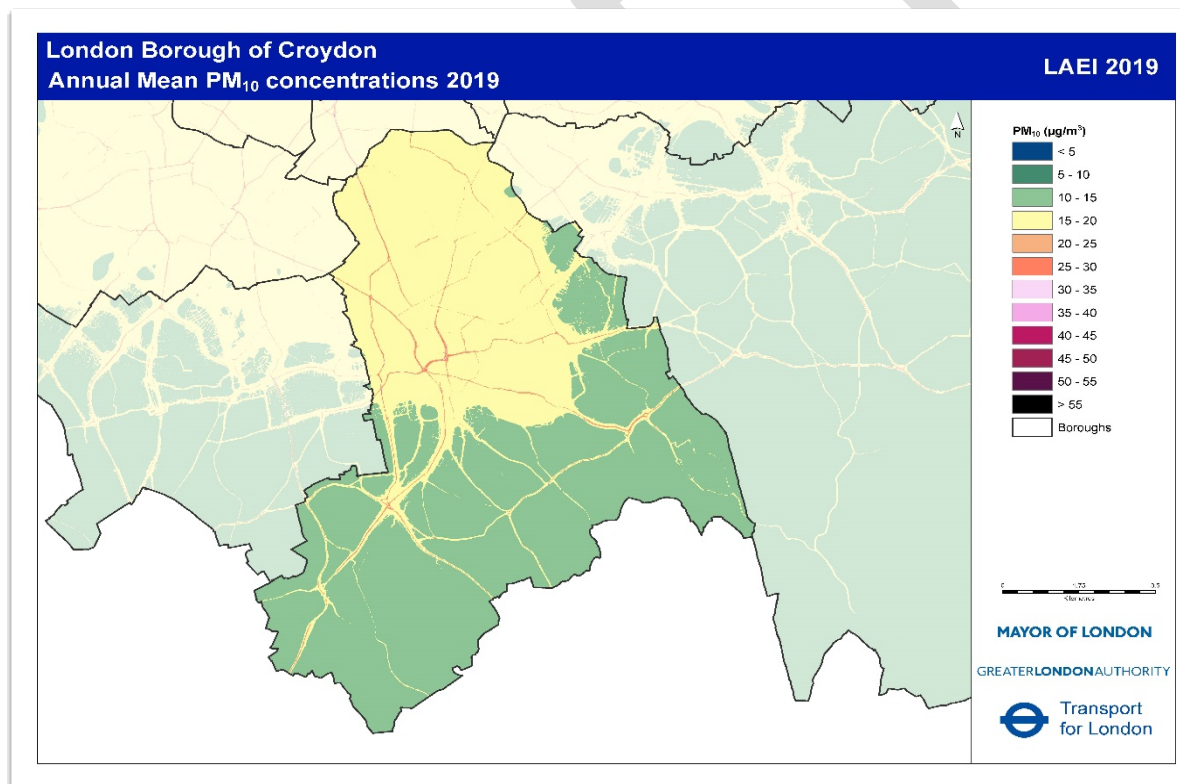 London Borough of Croydon
Annual Mean PM₁₀ concentrations 2019
LAEI 2019
N
PM₁₀ (µg/m³)
< 5
5 - 10
10 - 15
15 - 20
20 - 25
25 - 30
30 - 35
35 - 40
40 - 45
45 - 50
50 - 55
> 55
Boroughs
0 1.75 3.5
Kilometres
MAYOR OF LONDON
GREATERLONDONAUTHORITY
Transport
for London